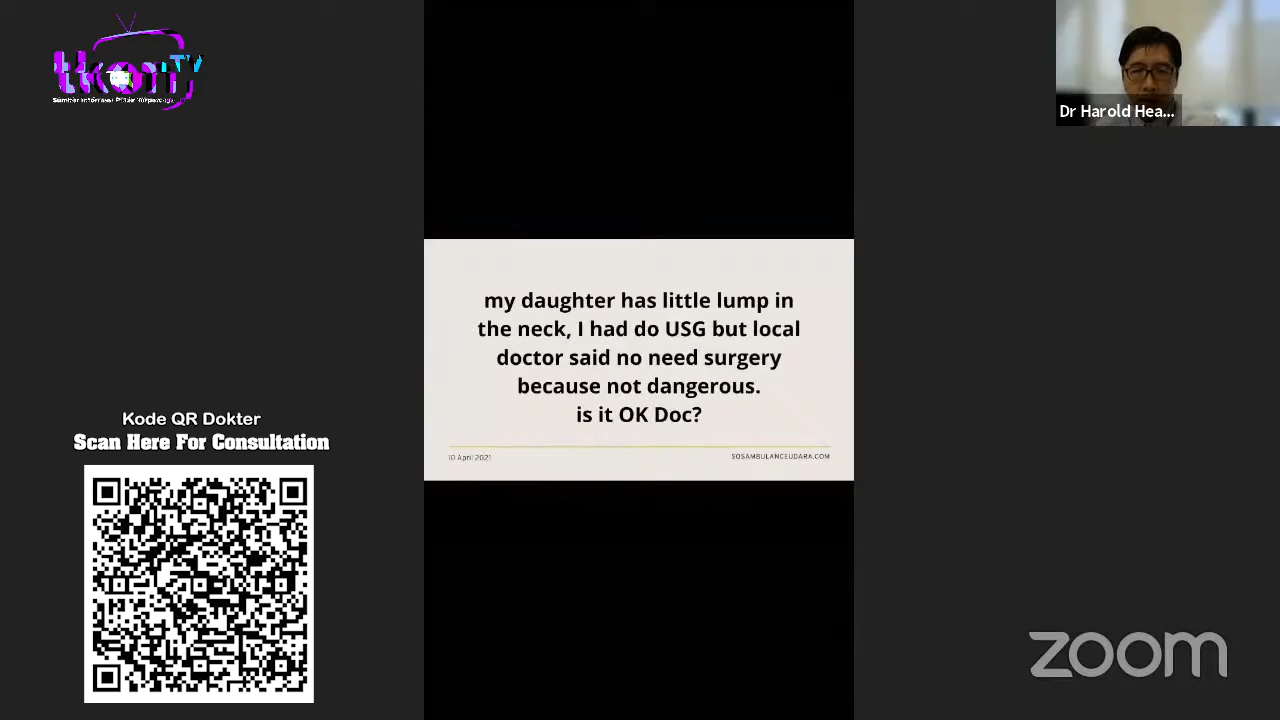 tkom TV
Dr Harold Hea...
my daughter has little lump in
the neck, I had do USG but local
doctor said no need surgery
because not dangerous.
is it OK Doc?
10 April 2021
SOSAMBULANCEUDARA.COM
Kode QR Dokter
Scan Here For Consultation
zoom